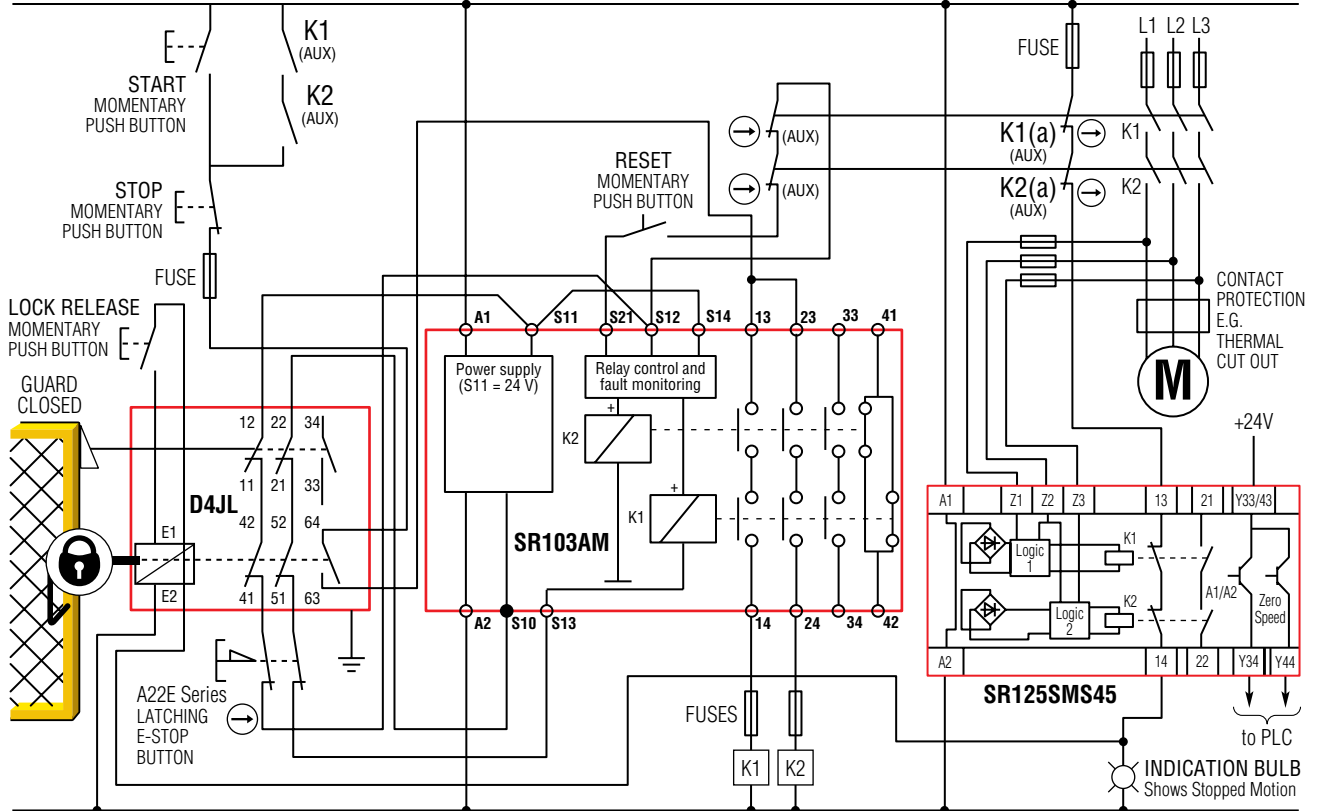 K1
(AUX)
START
MOMENTARY
PUSH BUTTON
K2
(AUX)
STOP
MOMENTARY
PUSH BUTTON
FUSE
LOCK RELEASE
MOMENTARY
PUSH BUTTON
GUARD
CLOSED
12 22 34
11 21 33
D4JL
42 52 64
E1
E2
41 51 63
A22E Series
LATCHING
E-STOP
BUTTON
RESET
MOMENTARY
PUSH BUTTON
(AUX)
(AUX)
A1 S11 S21 S12 S14 13 23 33 41
Power supply
(S11 = 24 V)
Relay control and
fault monitoring
+
K2
+
K1
SR103AM
A2 S10 S13 14 24 34 42
FUSES
K1 K2
FUSE
L1 L2 L3
K1(a)
(AUX)
K1
K2(a)
(AUX)
K2
CONTACT
PROTECTION
E.G.
THERMAL
CUT OUT
M
+24V
A1 Z1 Z2 Z3 13 21 Y33/43
Logic
1
K1
A1/A2
Zero
Speed
Logic
2
K2
A2 14 22 Y34 Y44
SR125SMS45
to PLC
INDICATION BULB
Shows Stopped Motion